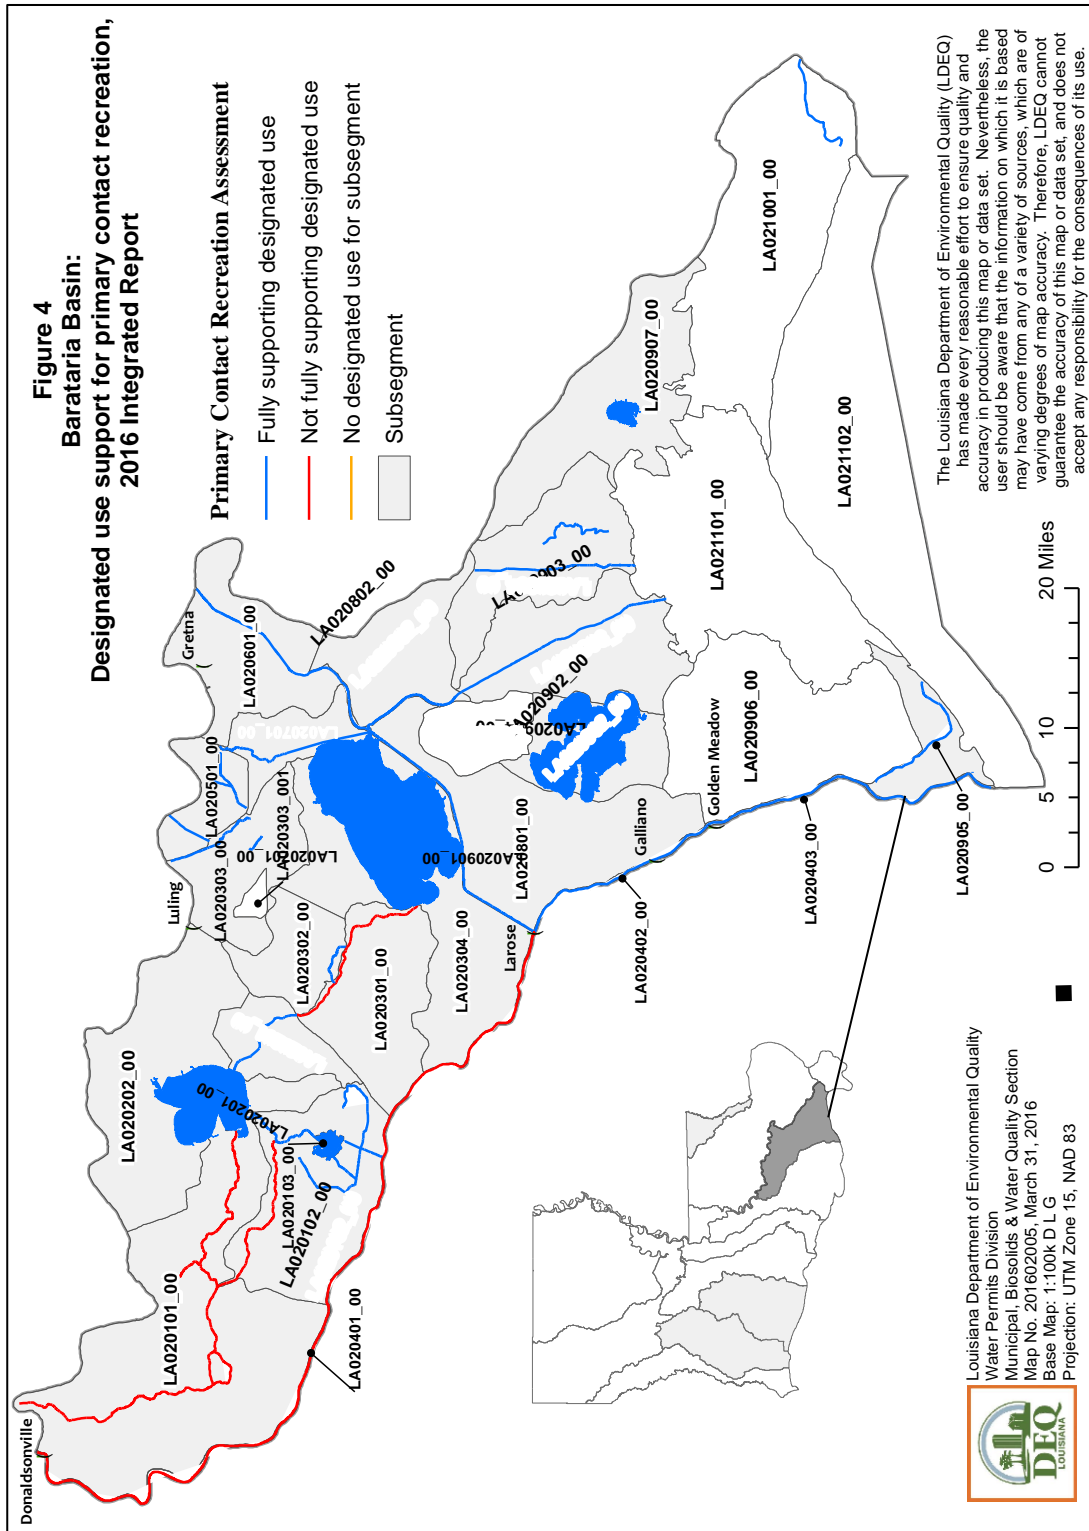 Figure 4
Barataria Basin:
Designated use support for primary contact recreation,
2016 Integrated Report
Primary Contact Recreation Assessment
Fully supporting designated use
Not fully supporting designated use
No designated use for subsegment
Subsegment
Donaldsonville
LA020101_00
LA020401_00
LA020102_00
LA020103_00
LA020201_00
LA020202_00
LA020301_00
LA020302_00
LA020304_00
Luling
LA020303_00
LA020303_001
LA020701_00
LA020501_00
LA020701_00
Gretna
LA020601_00
LA020802_00
Larose
LA020901_00
LA020801_00
LA020902_00
Galliano
LA020402_00
Golden Meadow
LA020906_00
LA020403_00
LA020905_00
LA020907_00
LA021001_00
LA021101_00
LA021102_00
0 5 10 20 Miles
The Louisiana Department of Environmental Quality (LDEQ)
has made every reasonable effort to ensure quality and
accuracy in producing this map or data set. Nevertheless, the
user should be aware that the information on which it is based
may have come from any of a variety of sources, which are of
varying degrees of map accuracy. Therefore, LDEQ cannot
guarantee the accuracy of this map or data set, and does not
accept any responsibility for the consequences of its use.
DEQ
LOUISIANA
Louisiana Department of Environmental Quality
Water Permits Division
Municipal, Biosolids & Water Quality Section
Map No. 201602005, March 31, 2016
Base Map: 1:100k D L G
Projection: UTM Zone 15, NAD 83